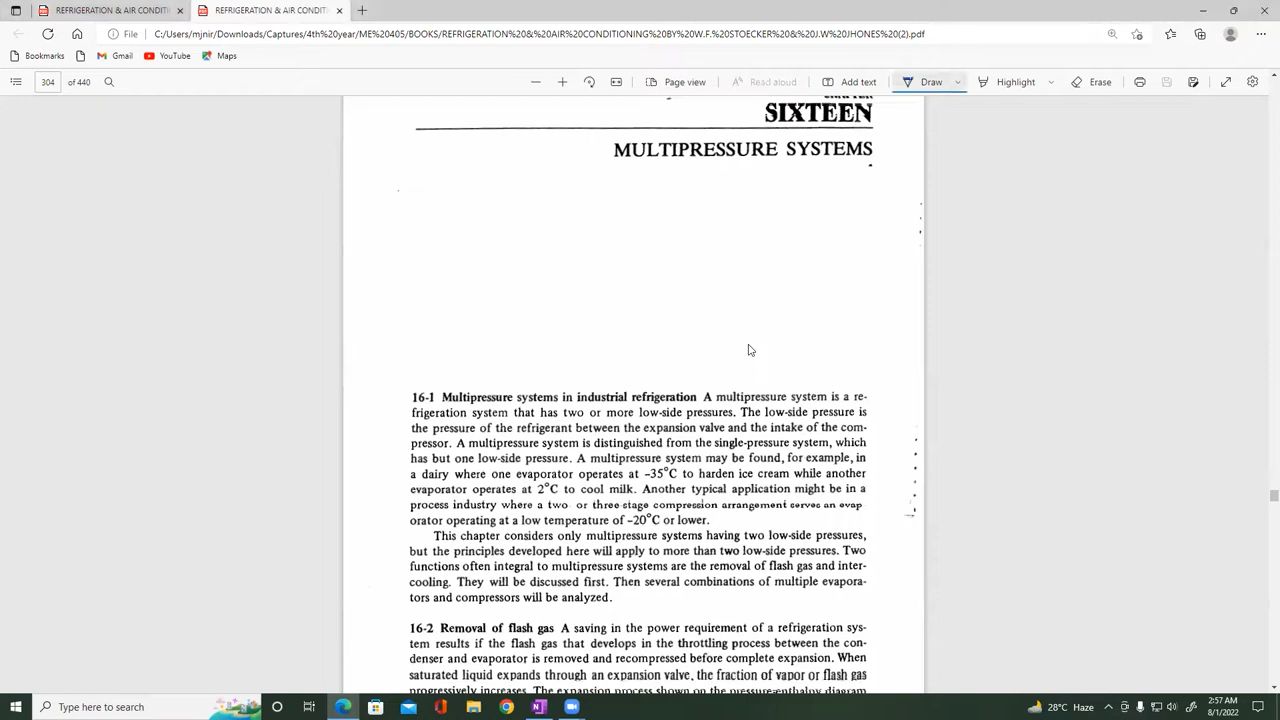 REFRIGERATION & AIR CONDITI
REFRIGERATION & AIR CONDITI
File
C:/Users/mjnir/Downloads/Captures/4th%20year/ME%20405/BOOKS/REFRIGERATION%20&%20AIR%20CONDITIONING%20BY%20W.F.%20STOECKER%20&%20J.W%20JHONES%20(2).pdf
Bookmarks
M Gmail
YouTube
Maps
304
of 440
Page view
Read aloud
Add text
Draw
Highlight
Erase
CHAPTER
SIXTEEN
MULTIPRESSURE SYSTEMS
16-1 Multipressure systems in industrial refrigeration A multipressure system is a re-
frigeration system that has two or more low-side pressures. The low-side pressure is
the pressure of the refrigerant between the expansion valve and the intake of the com-
pressor. A multipressure system is distinguished from the single-pressure system, which
has but one low-side pressure. A multipressure system may be found, for example, in
a dairy where one evaporator operates at -35°C to harden ice cream while another
evaporator operates at 2°C to cool milk. Another typical application might be in a
process industry where a two- or three-stage compression arrangement serves an evap-
orator operating at a low temperature of -20°C or lower.
This chapter considers only multipressure systems having two low-side pressures,
but the principles developed here will apply to more than two low-side pressures. Two
functions often integral to multipressure systems are the removal of flash gas and inter-
cooling. They will be discussed first. Then several combinations of multiple evapora-
tors and compressors will be analyzed.
16-2 Removal of flash gas A saving in the power requirement of a refrigeration sys-
tem results if the flash gas that develops in the throttling process between the con-
denser and evaporator is removed and recompressed before complete expansion. When
saturated liquid expands through an expansion valve, the fraction of vapor or flash gas
progressively increases. The expansion process shown on the pressure-enthalpy diagram
Type here to search
28°C Haze
2:57 AM
8/1/2022